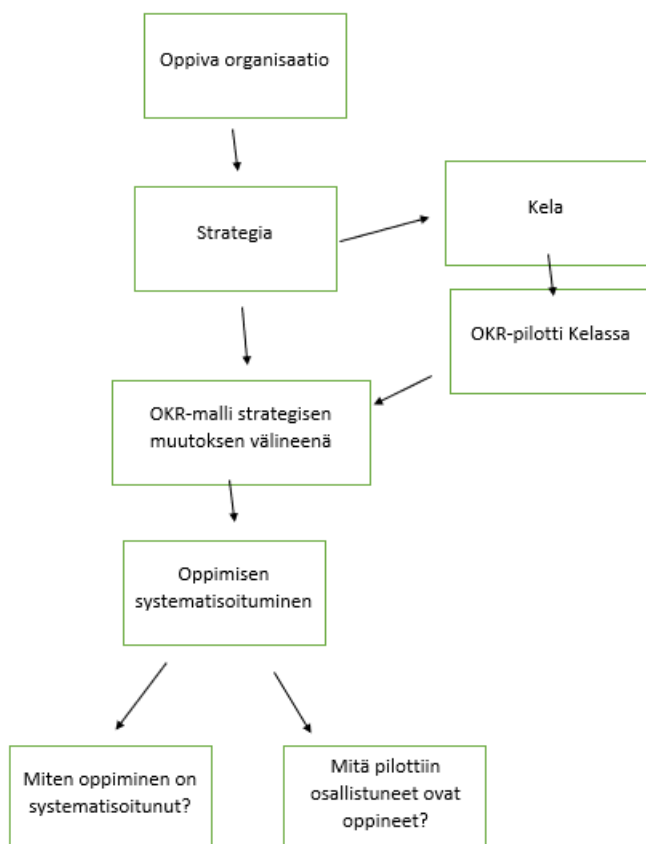 Oppiva organisaatio
Strategia
Kela
OKR-pilotti Kelassa
OKR-malli strategisen
muutoksen välineenä
Oppimisen
systematisoituminen
Miten oppiminen on
systematisoitunut?
Mitä pilottiin
osallistuneet ovat
oppineet?